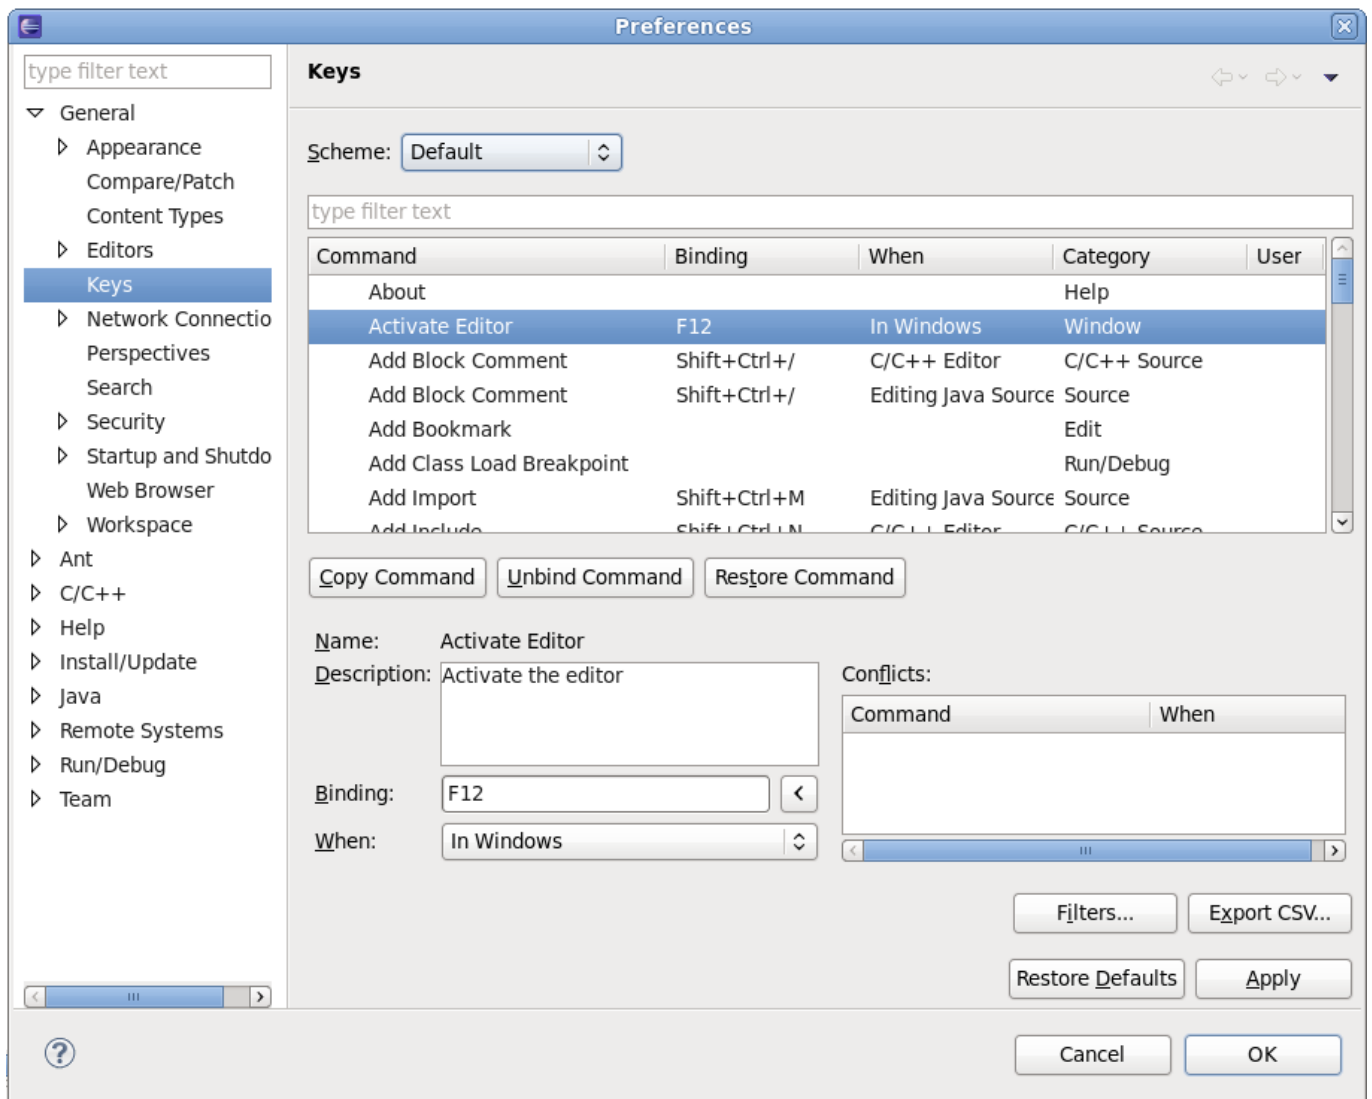 Preferences
type filter text
General
Appearance
Compare/Patch
Content Types
Editors
Keys
Network Connectio
Perspectives
Search
Security
Startup and Shutdo
Web Browser
Workspace
Ant
C/C++
Help
Install/Update
Java
Remote Systems
Run/Debug
Team
Keys
Scheme: Default
type filter text
Command Binding When Category User
About Help
Activate Editor F12 In Windows Window
Add Block Comment Shift+Ctrl+/ C/C++ Editor C/C++ Source
Add Block Comment Shift+Ctrl+/ Editing Java Source Source
Add Bookmark Edit
Add Class Load Breakpoint Run/Debug
Add Import Shift+Ctrl+M Editing Java Source Source
Add Include Shift+Ctrl+N C/C++ Editor C/C++ Source
Copy Command Unbind Command Restore Command
Name: Activate Editor
Description: Activate the editor
Binding: F12 <
When: In Windows
Conflicts:
Command When
Filters... Export CSV...
Restore Defaults Apply
? Cancel OK